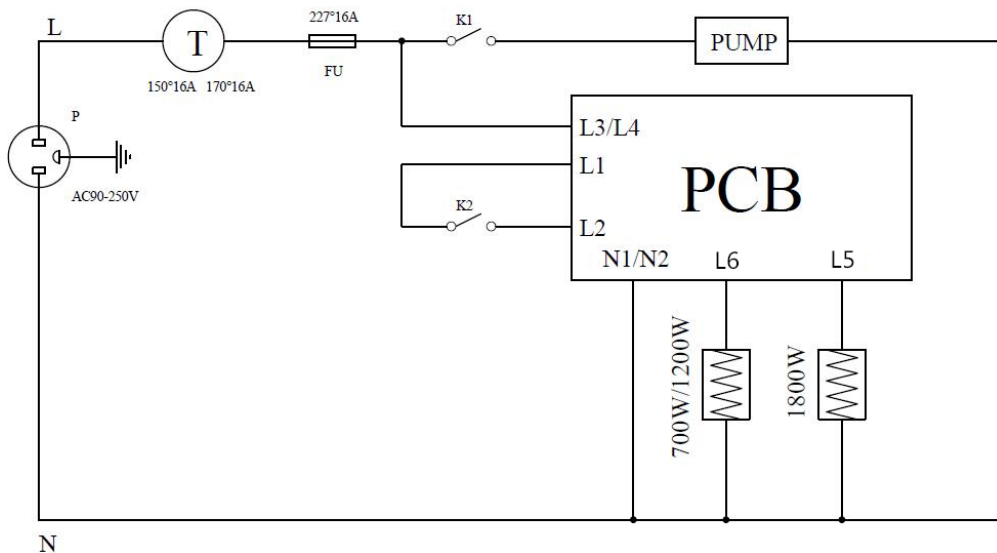 L
227°16A
K1
T
PUMP
FU
150°16A 170°16A
P
L3/L4
L1
PCB
AC90-250V
K2
L2
N1/N2 L6 L5
700W/1200W
1800W
N